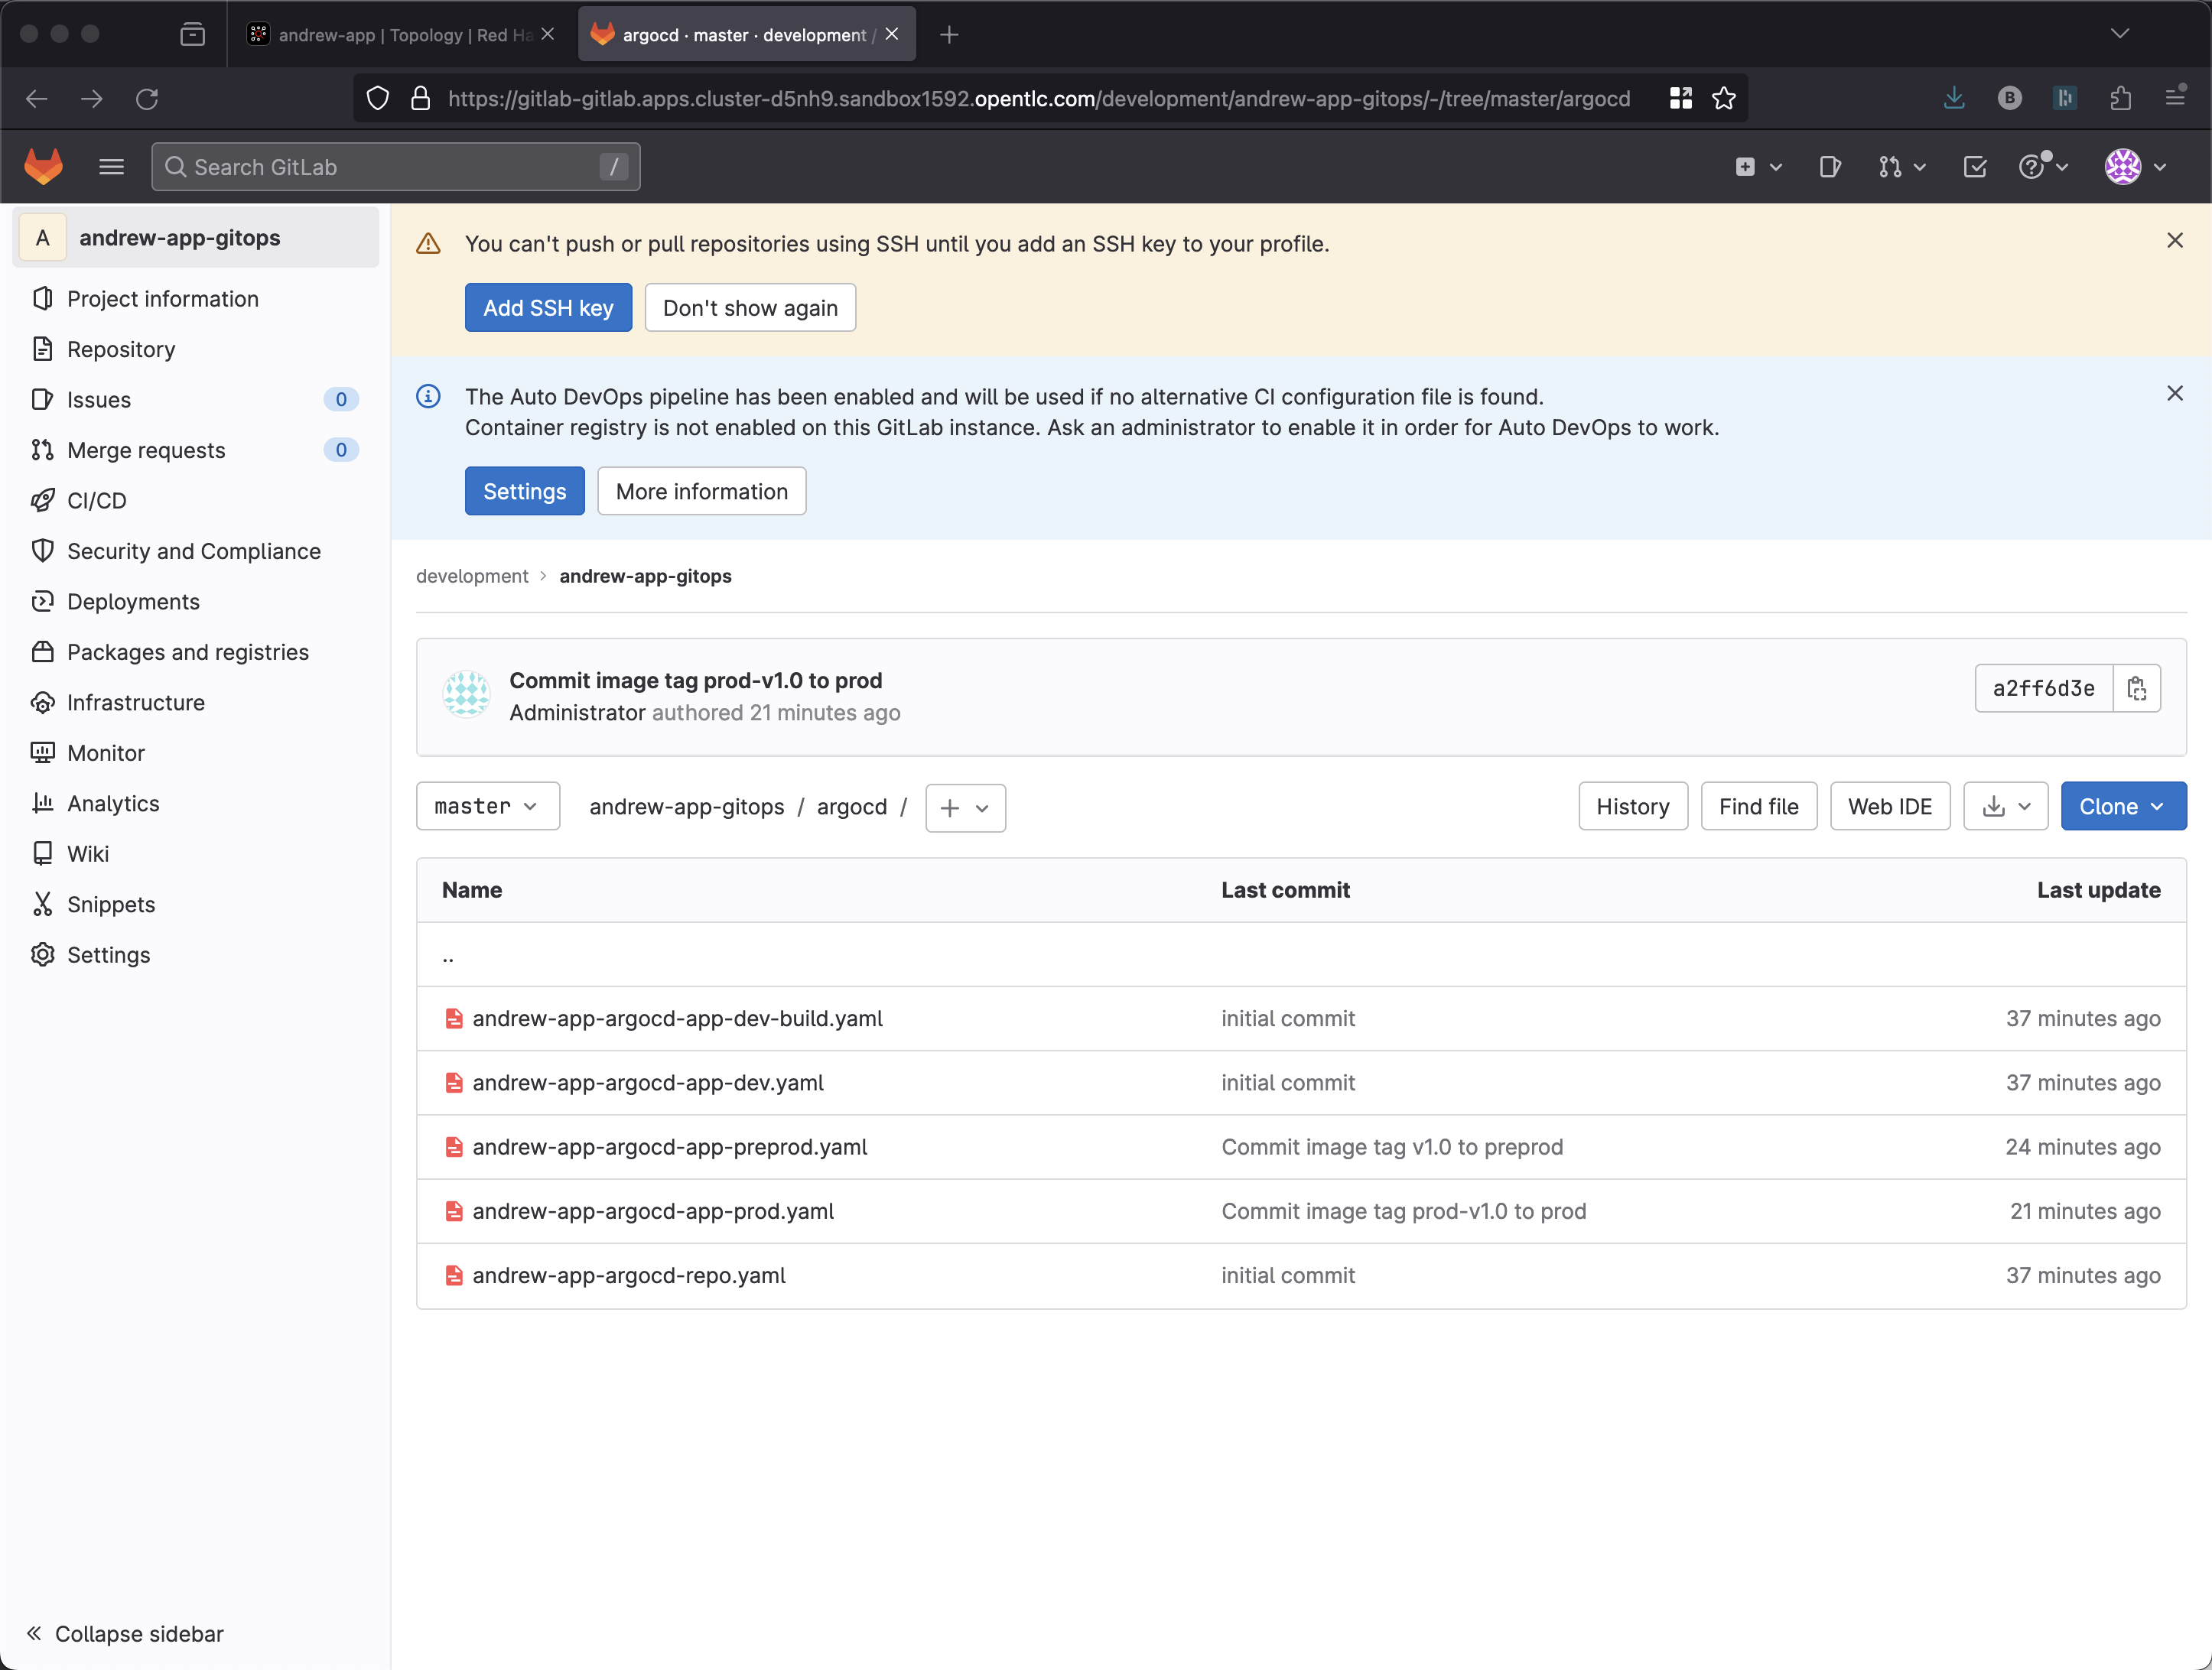 andrew-app | Topology | Red Ha
argocd · master · development /
https://gitlab-gitlab.apps.cluster-d5nh9.sandbox1592.opentlc.com/development/andrew-app-gitops/-/tree/master/argocd
B
Search GitLab
/
A
andrew-app-gitops
Project information
Repository
Issues
0
Merge requests
0
CI/CD
Security and Compliance
Deployments
Packages and registries
Infrastructure
Monitor
Analytics
Wiki
Snippets
Settings
Collapse sidebar
You can't push or pull repositories using SSH until you add an SSH key to your profile.
Add SSH key
Don't show again
The Auto DevOps pipeline has been enabled and will be used if no alternative CI configuration file is found.
Container registry is not enabled on this GitLab instance. Ask an administrator to enable it in order for Auto DevOps to work.
Settings
More information
development > andrew-app-gitops
Commit image tag prod-v1.0 to prod
Administrator authored 21 minutes ago
a2ff6d3e
master
andrew-app-gitops / argocd /
History
Find file
Web IDE
Clone
Name Last commit Last update
..
andrew-app-argocd-app-dev-build.yaml initial commit 37 minutes ago
andrew-app-argocd-app-dev.yaml initial commit 37 minutes ago
andrew-app-argocd-app-preprod.yaml Commit image tag v1.0 to preprod 24 minutes ago
andrew-app-argocd-app-prod.yaml Commit image tag prod-v1.0 to prod 21 minutes ago
andrew-app-argocd-repo.yaml initial commit 37 minutes ago